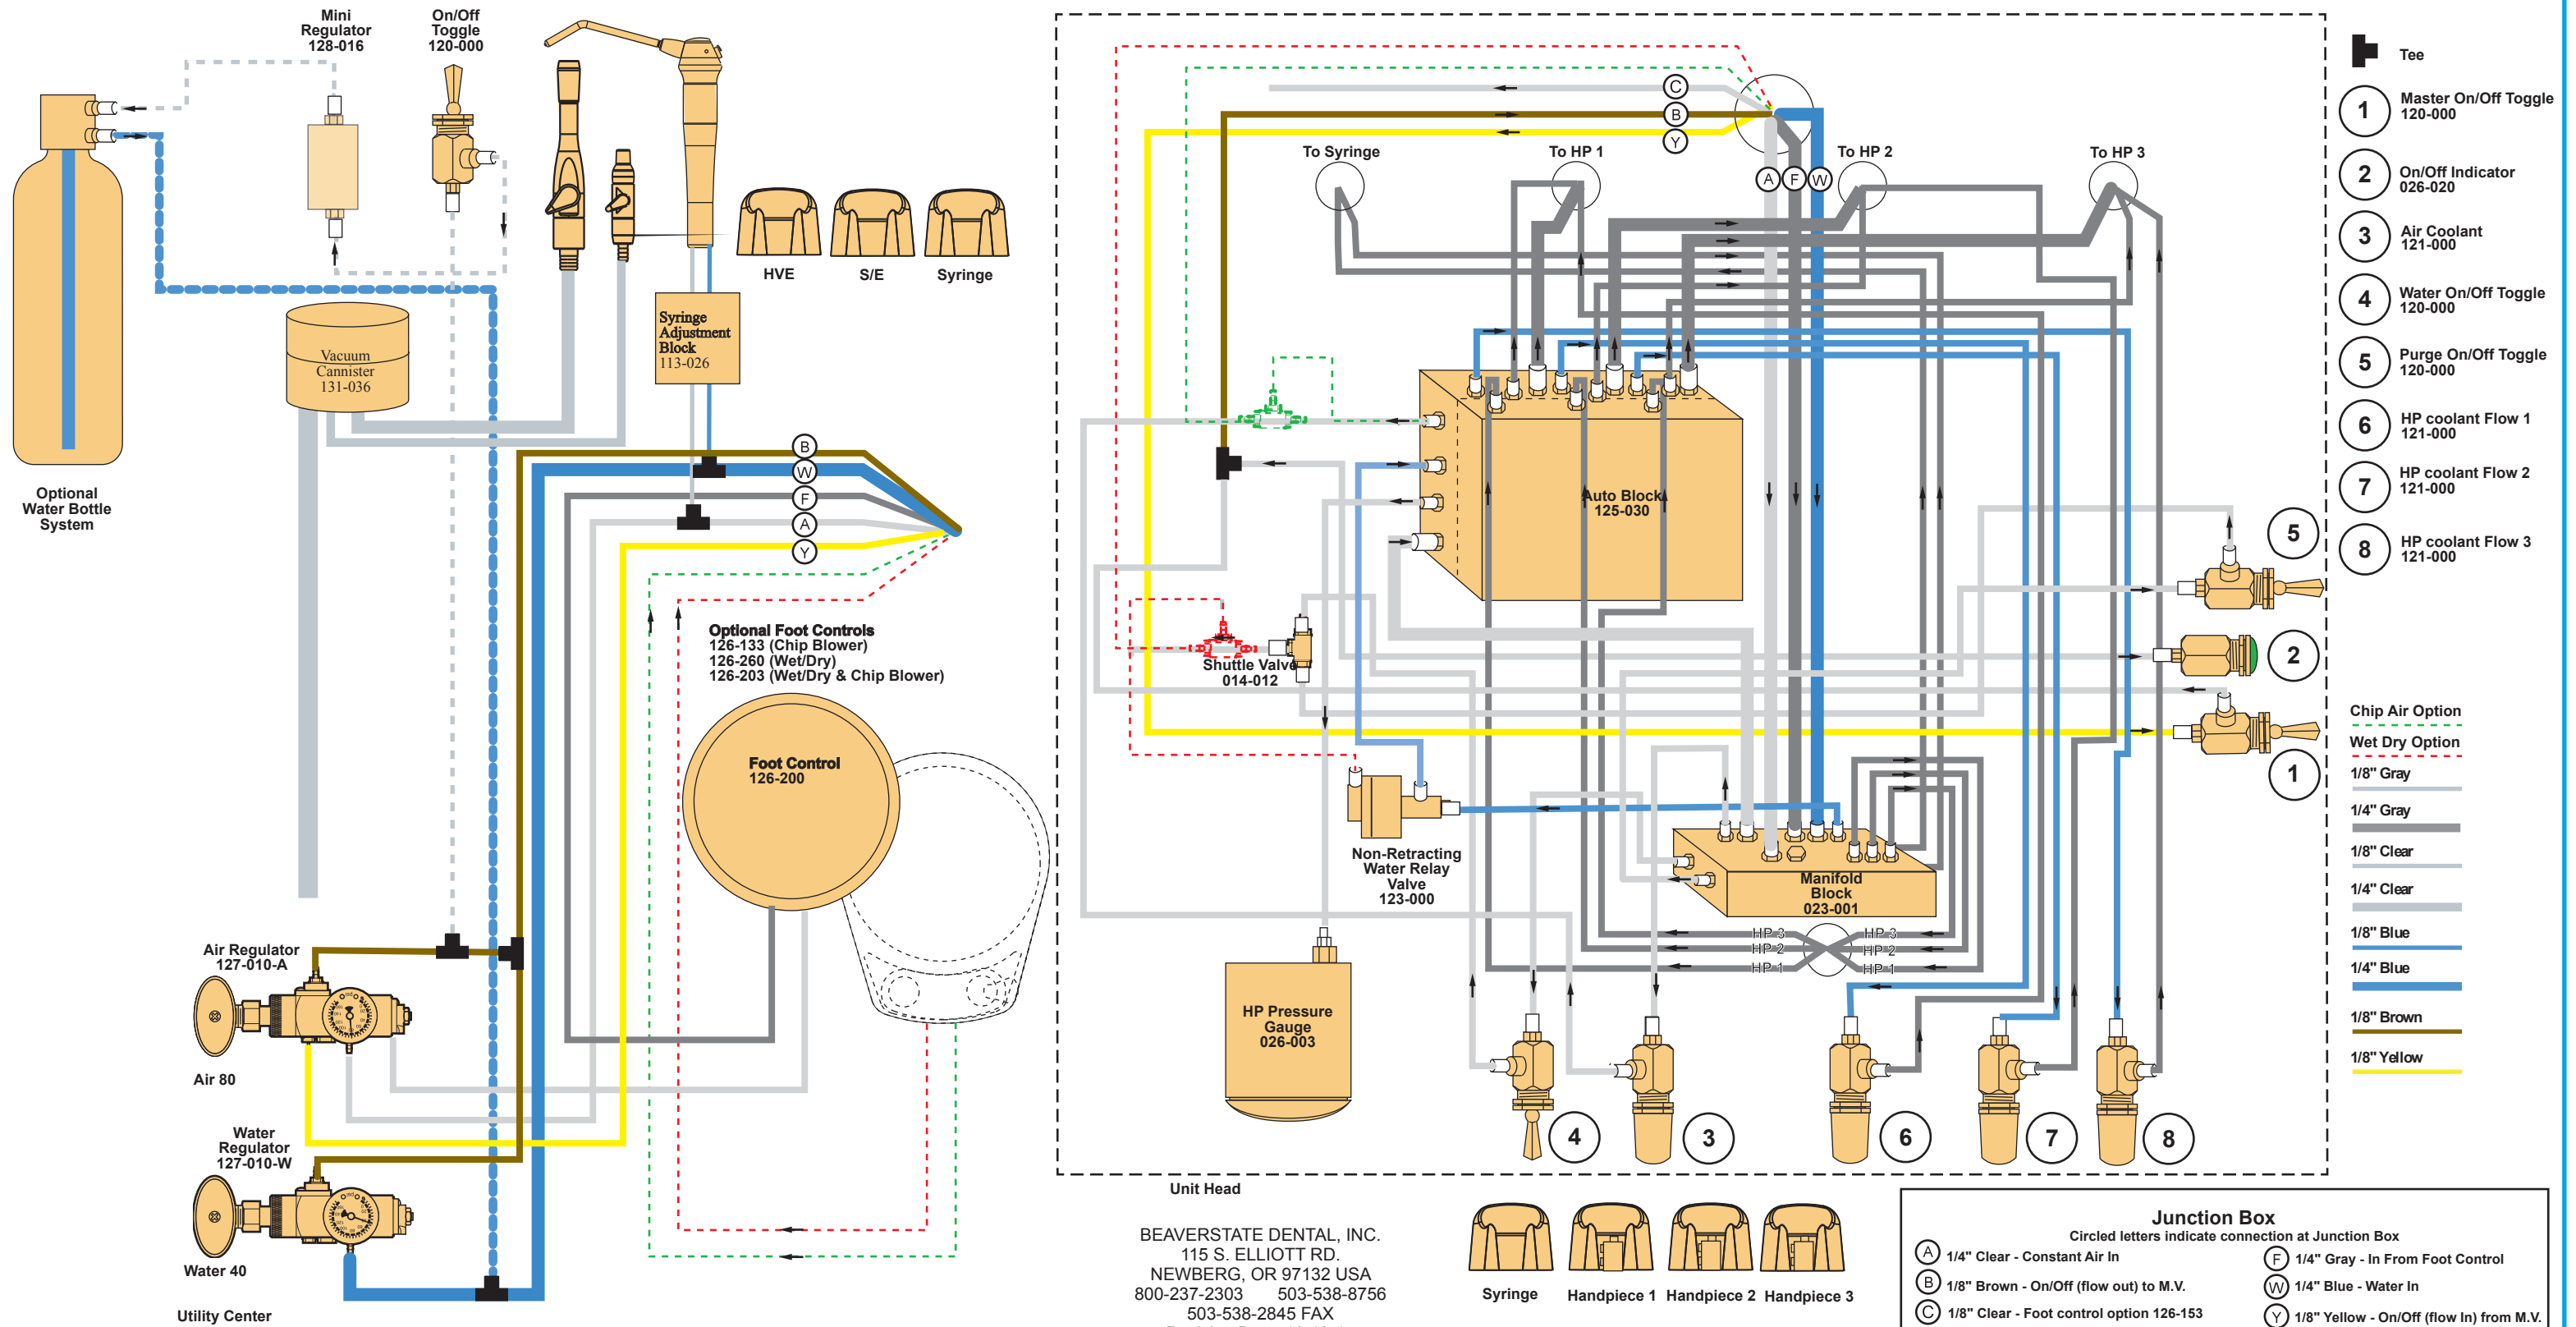 Mini
Regulator
128-016
On/Off
Toggle
120-000
Optional
Water Bottle
System
Vacuum
Cannister
131-036
Syringe
Adjustment
Block
113-026
HVE
S/E
Syringe
B
W
F
A
Y
Optional Foot Controls
126-133 (Chip Blower)
126-260 (Wet/Dry)
126-203 (Wet/Dry & Chip Blower)
Foot Control
126-200
Air Regulator
127-010-A
Air 80
Water
Regulator
127-010-W
Water 40
Utility Center
C
B
Y
To Syringe
To HP 1
A
F
W
To HP 2
To HP 3
Auto Block
125-030
Shuttle Valve
014-012
Non-Retracting
Water Relay
Valve
123-000
Manifold
Block
023-001
HP 3
HP 2
HP 1
HP 3
HP 2
HP 1
HP Pressure
Gauge
026-003
5
2
1
4
3
6
7
8
Unit Head
Tee
1 Master On/Off Toggle
120-000
2 On/Off Indicator
026-020
3 Air Coolant
121-000
4 Water On/Off Toggle
120-000
5 Purge On/Off Toggle
120-000
6 HP coolant Flow 1
121-000
7 HP coolant Flow 2
121-000
8 HP coolant Flow 3
121-000
Chip Air Option
Wet Dry Option
1/8" Gray
1/4" Gray
1/8" Clear
1/4" Clear
1/8" Blue
1/4" Blue
1/8" Brown
1/8" Yellow
BEAVERSTATE DENTAL, INC.
115 S. ELLIOTT RD.
NEWBERG, OR 97132 USA
800-237-2303 503-538-8756
503-538-2845 FAX
Syringe
Handpiece 1
Handpiece 2
Handpiece 3
Junction Box
Circled letters indicate connection at Junction Box
A 1/4" Clear - Constant Air In
B 1/8" Brown - On/Off (flow out) to M.V.
C 1/8" Clear - Foot control option 126-153
F 1/4" Gray - In From Foot Control
W 1/4" Blue - Water In
Y 1/8" Yellow - On/Off (flow In) from M.V.